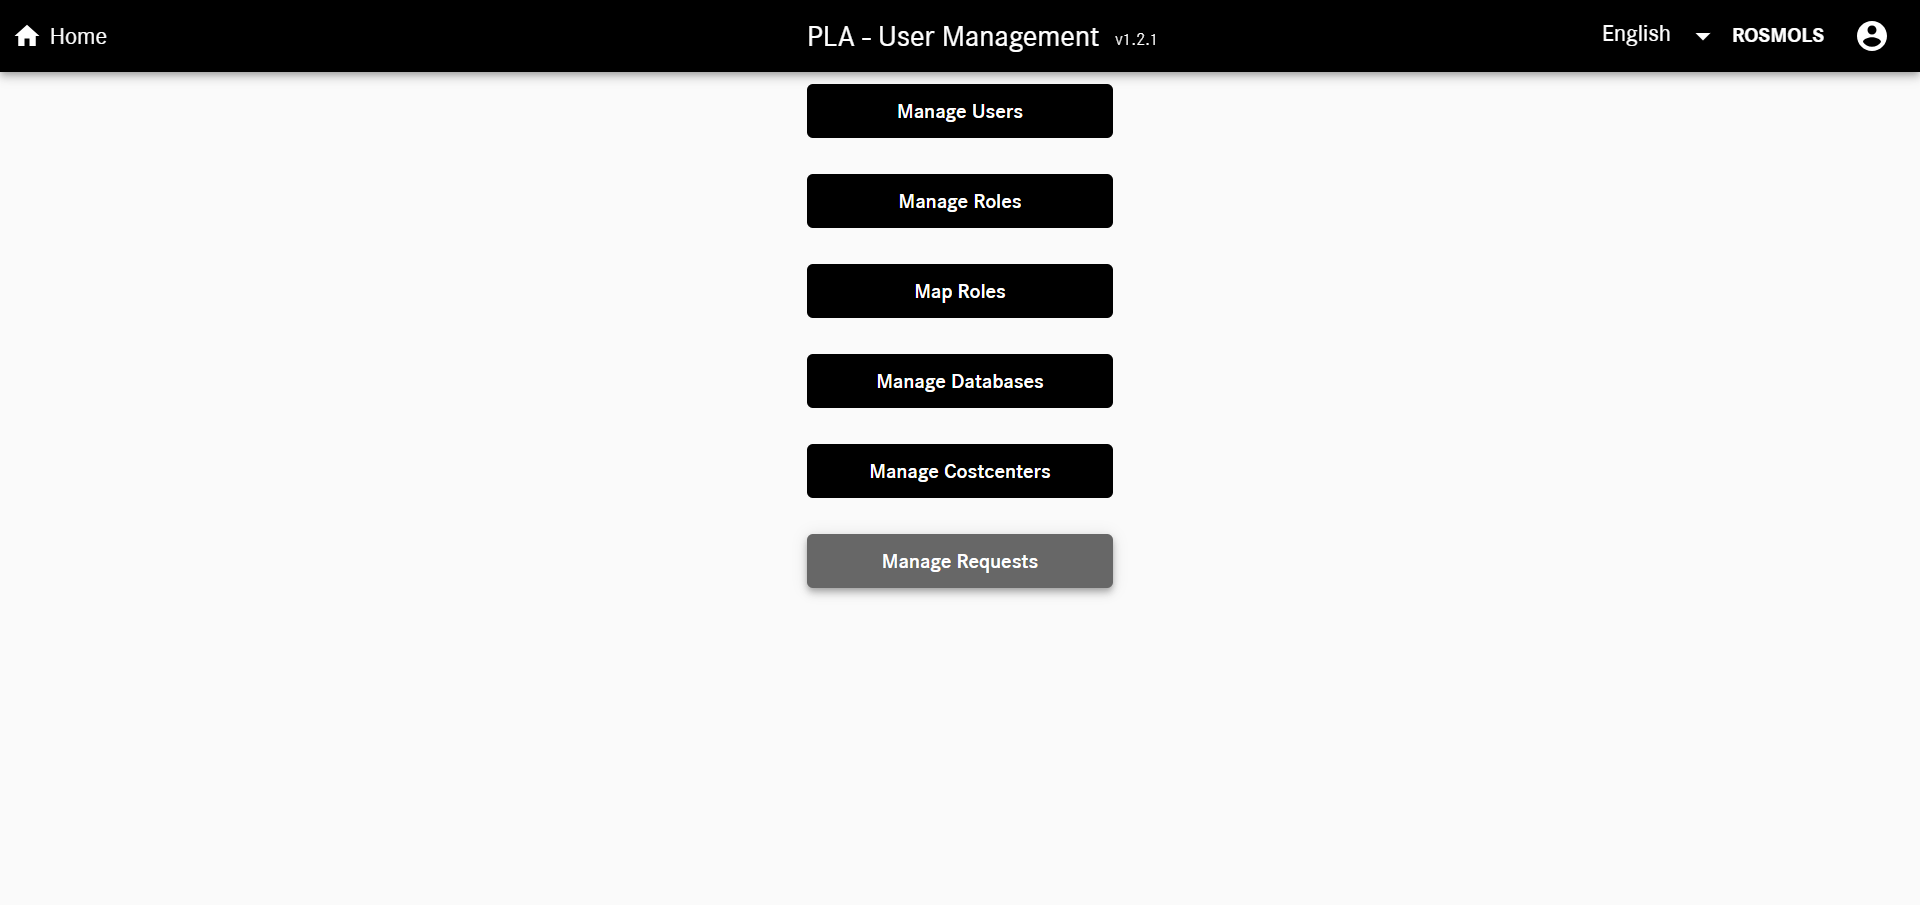 Home
PLA - User Management v1.2.1
English
ROSMOLS
Manage Users
Manage Roles
Map Roles
Manage Databases
Manage Costcenters
Manage Requests